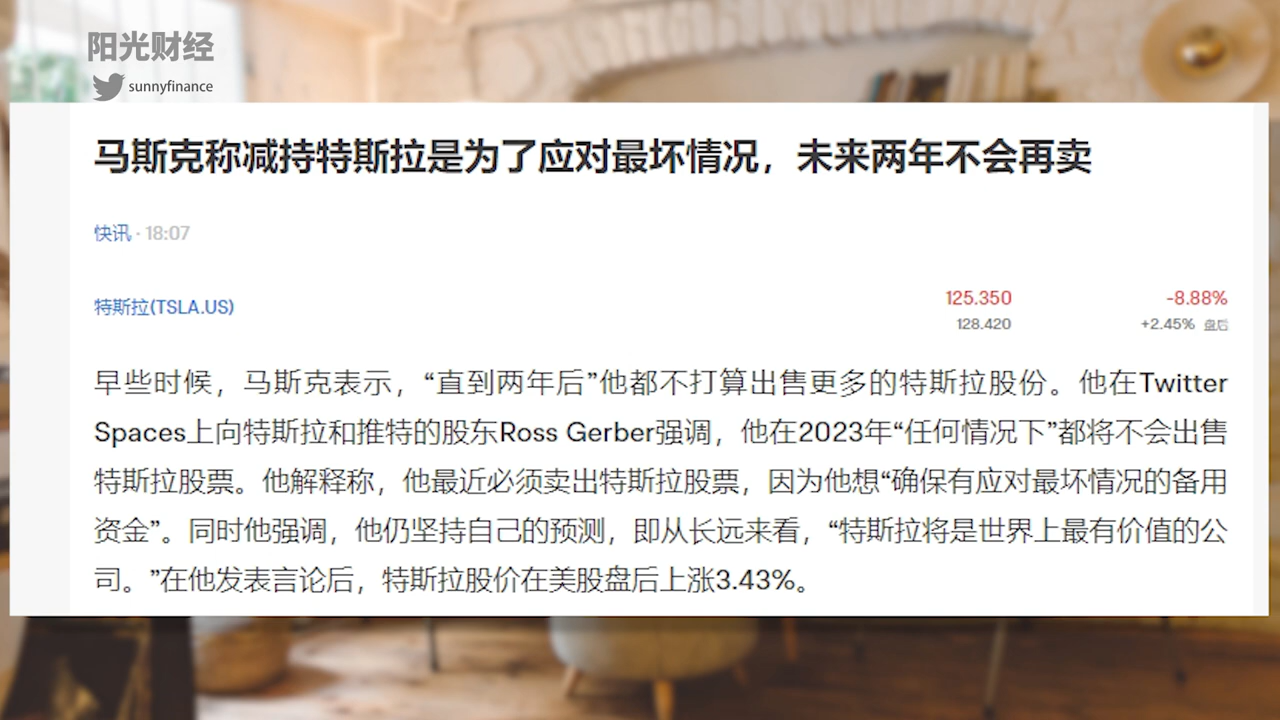 阳光财经
sunnyfinance
马斯克称减持特斯拉是为了应对最坏情况，未来两年不会再卖
快讯 · 18:07
特斯拉(TSLA.US) 125.350 -8.88%
128.420 +2.45% 盘后
早些时候，马斯克表示，“直到两年后”他都不打算出售更多的特斯拉股份。他在Twitter
Spaces上向特斯拉和推特的股东Ross Gerber强调，他在2023年“任何情况下”都将不会出售
特斯拉股票。他解释称，他最近必须卖出特斯拉股票，因为他想“确保有应对最坏情况的备用
资金”。同时他强调，他仍坚持自己的预测，即从长远来看，“特斯拉将是世界上最有价值的公
司。”在他发表言论后，特斯拉股价在美股盘后上涨3.43%。